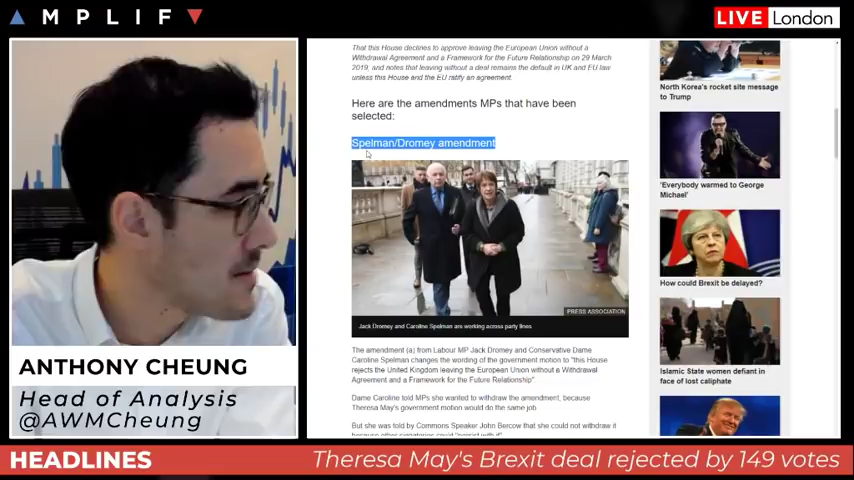 AMPLIFY
LIVE London
That this House declines to approve leaving the European Union without a
Withdrawal Agreement and a Framework for the Future Relationship on 29 March
2019, and notes that leaving without a deal remains the default in UK and EU law
unless this House and the EU ratify an agreement.
Here are the amendments MPs that have been
selected:
Spelman/Dromey amendment
PRESS ASSOCIATION
Jack Dromey and Caroline Spelman are working across party lines
The amendment (a) from Labour MP Jack Dromey and Conservative Dame
Caroline Spelman changes the wording of the government motion to "this House
rejects the United Kingdom leaving the European Union without a Withdrawal
Agreement and a Framework for the Future Relationship"
Dame Caroline told MPs she wanted to withdraw the amendment, because
Theresa May's government motion would do the same job.
But she was told by Commons Speaker John Bercow that she could not withdraw it
because other signatories could "persist with it".
North Korea's rocket site message
to Trump
'Everybody warmed to George
Michael'
How could Brexit be delayed?
Islamic State women defiant in
face of lost caliphate
ANTHONY CHEUNG
Head of Analysis
@AWMCheung
HEADLINES Theresa May's Brexit deal rejected by 149 votes